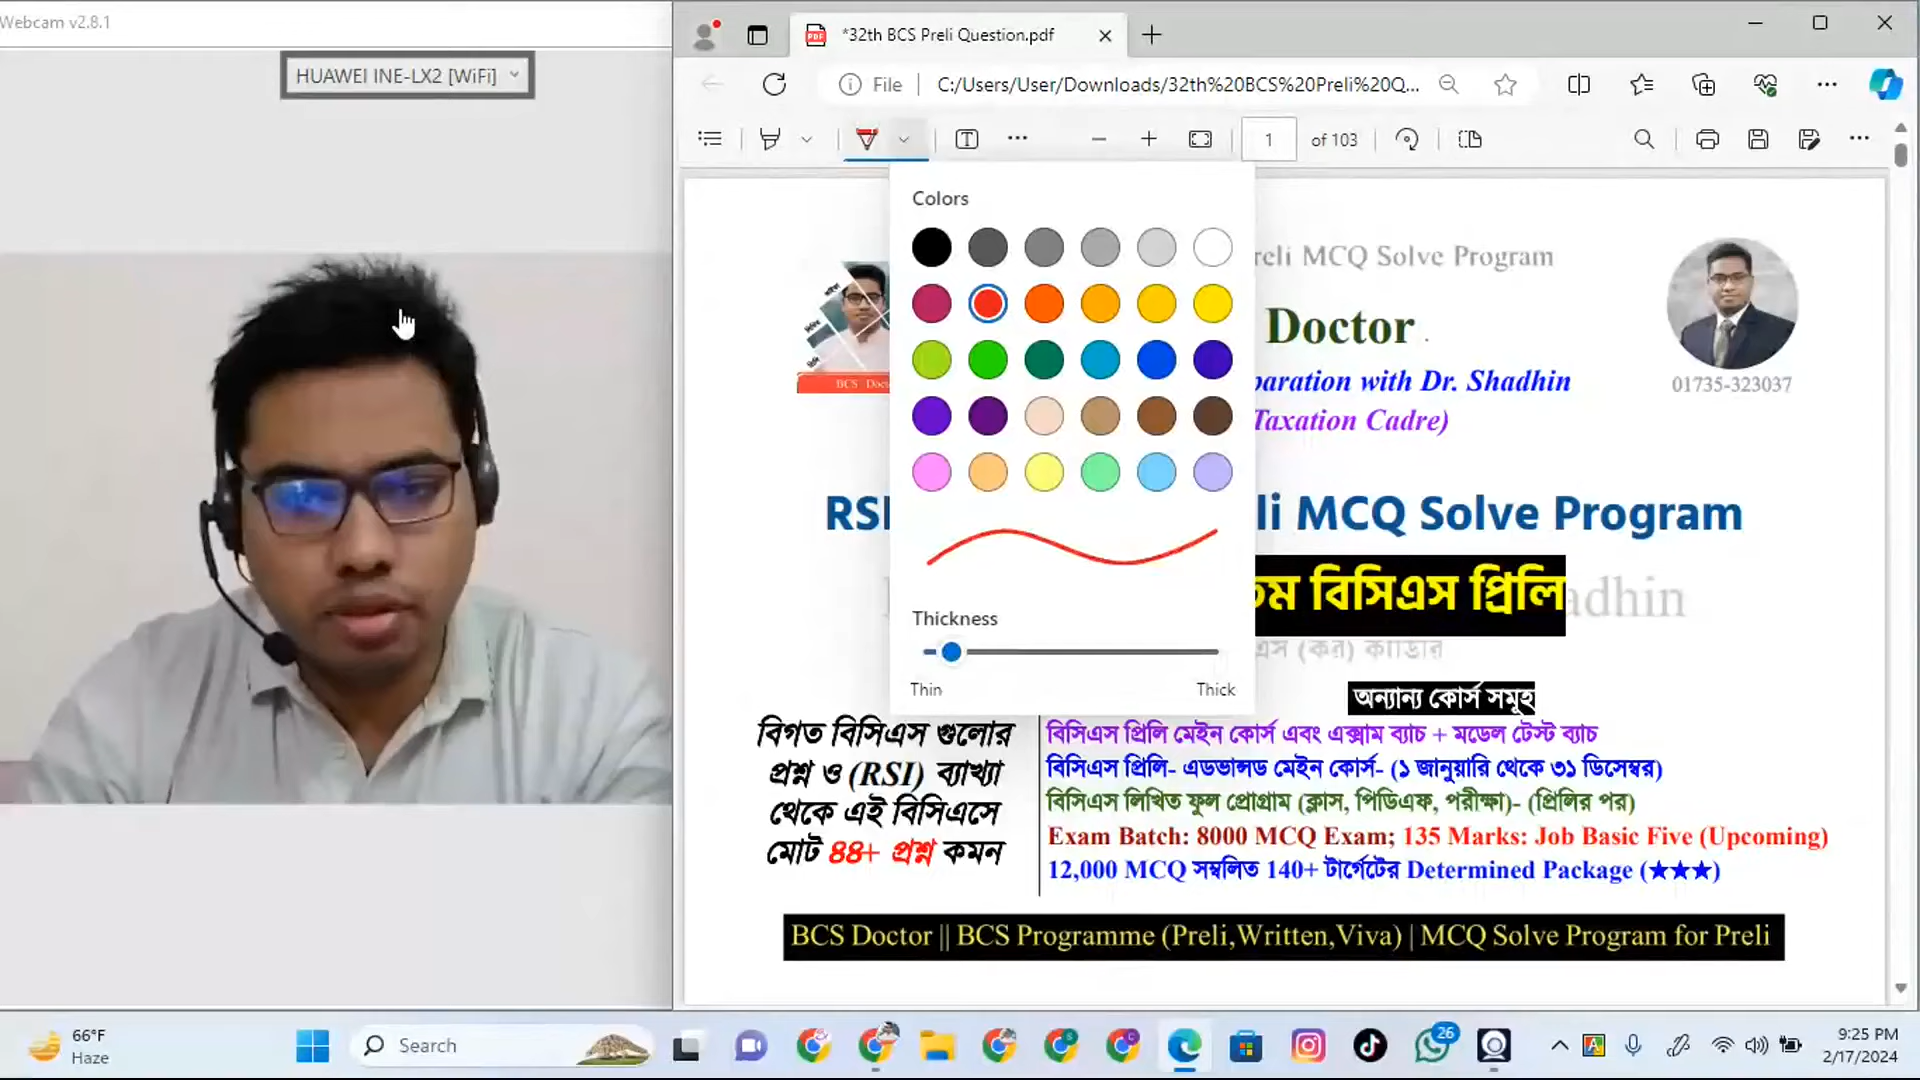 Webcam v2.8.1
HUAWEI INE-LX2 [WiFi]
*32th BCS Preli Question.pdf
File
C:/Users/User/Downloads/32th%20BCS%20Preli%20Q...
1 of 103
Colors
Preli MCQ Solve Program
Doctor
paration with Dr. Shadhin
Taxation Cadre)
01735-323037
RSI
li MCQ Solve Program
তম বিসিএস প্রিলি
adhin
এস (কর) ক্যাডার
Thickness
Thin
Thick
অন্যান্য কোর্স সমূহ
বিগত বিসিএস গুলোর
প্রশ্ন ও (RSI) ব্যাখ্যা
থেকে এই বিসিএসে
মোট ৪৪+ প্রশ্ন কমন
বিসিএস প্রিলি মেইন কোর্স এবং এক্সাম ব্যাচ + মডেল টেস্ট ব্যাচ
বিসিএস প্রিলি- এডভান্সড মেইন কোর্স- (১ জানুয়ারি থেকে ৩১ ডিসেম্বর)
বিসিএস লিখিত ফুল প্রোগ্রাম (ক্লাস, পিডিএফ, পরীক্ষা)- (প্রিলির পর)
Exam Batch: 8000 MCQ Exam; 135 Marks: Job Basic Five (Upcoming)
12,000 MCQ সম্বলিত 140+ টার্গেটের Determined Package (★★★)
BCS Doctor || BCS Programme (Preli,Written,Viva) | MCQ Solve Program for Preli
66°F
Haze
Search
26
9:25 PM
2/17/2024